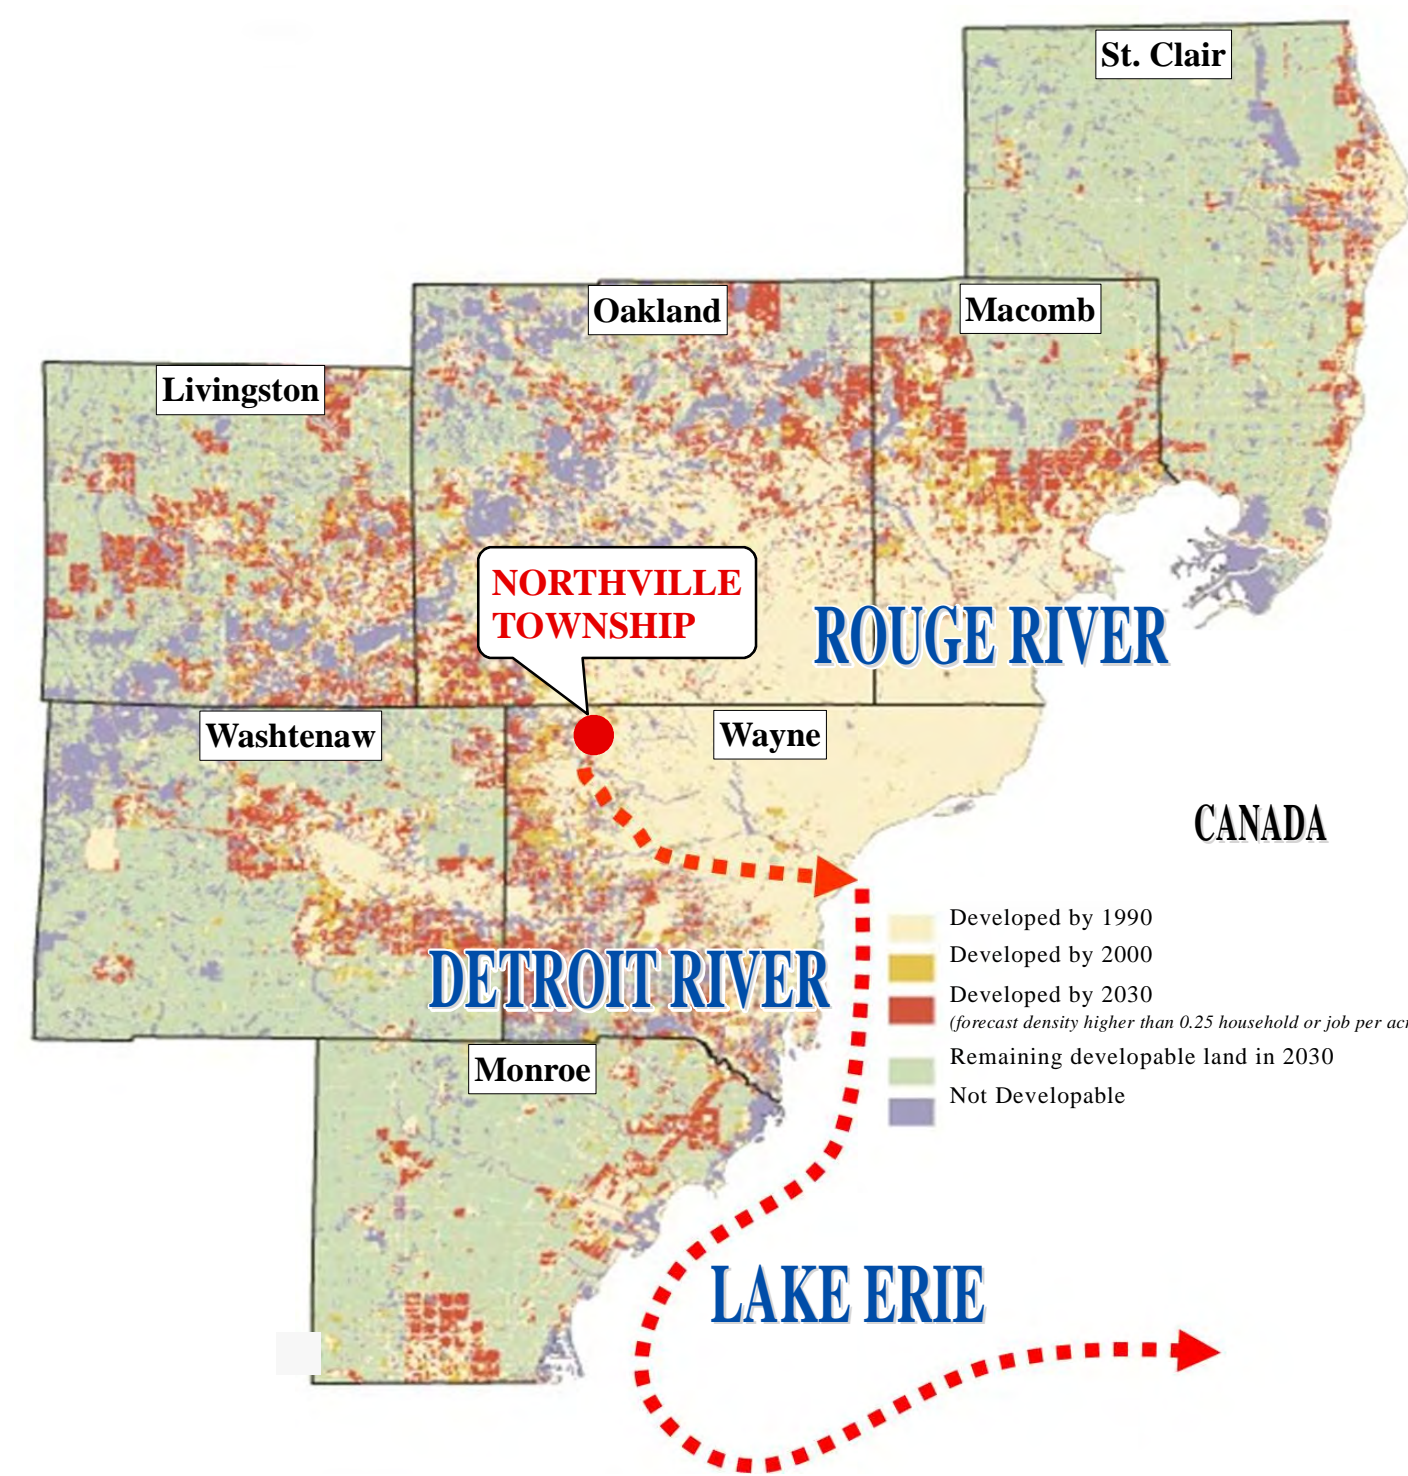 St. Clair
Oakland
Macomb
Livingston
NORTHVILLE
TOWNSHIP
ROUGE RIVER
Washtenaw
Wayne
CANADA
Developed by 1990
Developed by 2000
DETROIT RIVER
Developed by 2030
(forecast density higher than 0.25 household or job per acr
Remaining developable land in 2030
Monroe
Not Developable
LAKE ERIE